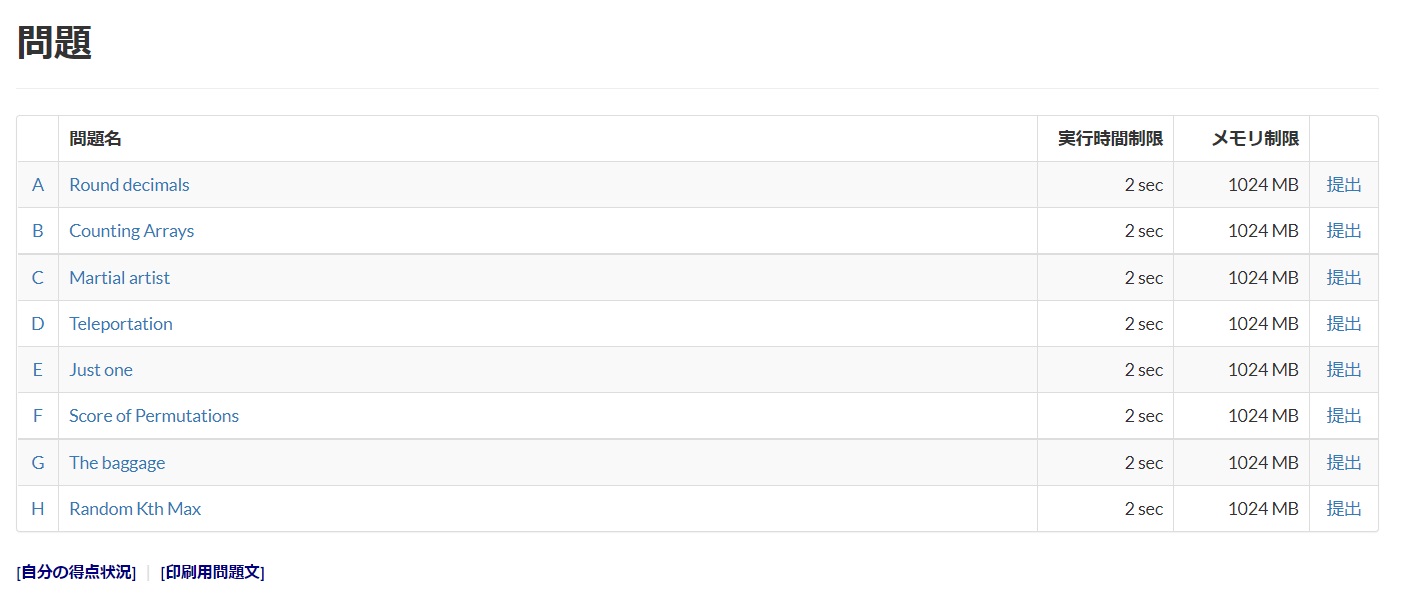 問題
問題名 実行時間制限 メモリ制限
A Round decimals 2 sec 1024 MB 提出
B Counting Arrays 2 sec 1024 MB 提出
C Martial artist 2 sec 1024 MB 提出
D Teleportation 2 sec 1024 MB 提出
E Just one 2 sec 1024 MB 提出
F Score of Permutations 2 sec 1024 MB 提出
G The baggage 2 sec 1024 MB 提出
H Random Kth Max 2 sec 1024 MB 提出
[自分の得点状況] | [印刷用問題文]